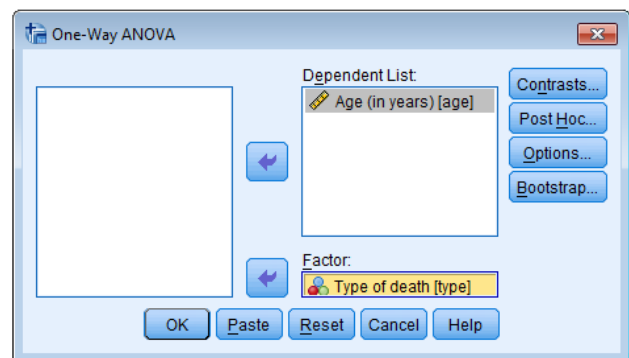 One-Way ANOVA
Dependent List:
Age (in years) [age]
Contrasts...
Post Hoc...
Options...
Bootstrap...
Factor:
Type of death [type]
OK Paste Reset Cancel Help